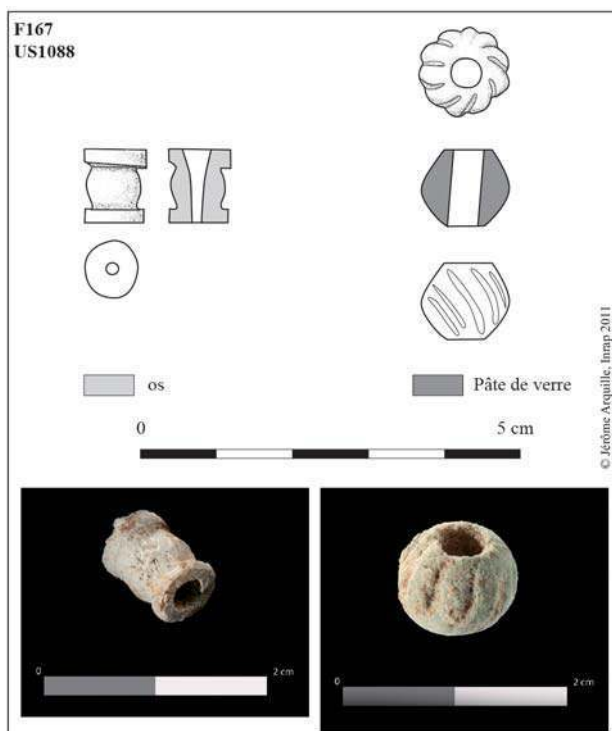 F167
US1088
os
Pâte de verre
0 5 cm
© Jérôme Arquille, Inrap 2011
0 2 cm
0 2 cm